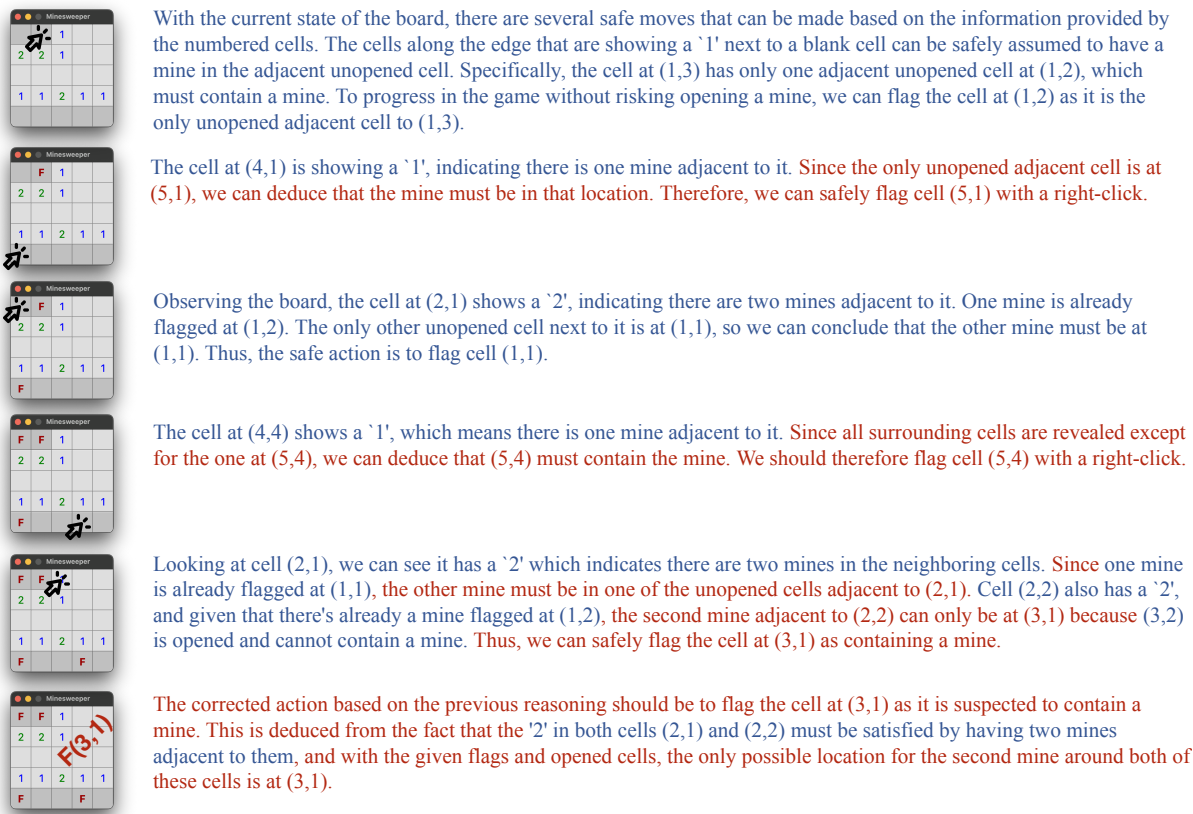 Minesweeper
1
2 2 1
1 1 2 1 1
With the current state of the board, there are several safe moves that can be made based on the information provided by
the numbered cells. The cells along the edge that are showing a `1' next to a blank cell can be safely assumed to have a
mine in the adjacent unopened cell. Specifically, the cell at (1,3) has only one adjacent unopened cell at (1,2), which
must contain a mine. To progress in the game without risking opening a mine, we can flag the cell at (1,2) as it is the
only unopened adjacent cell to (1,3).
Minesweeper
F 1
2 2 1
1 1 2 1 1
The cell at (4,1) is showing a `1', indicating there is one mine adjacent to it. Since the only unopened adjacent cell is at
(5,1), we can deduce that the mine must be in that location. Therefore, we can safely flag cell (5,1) with a right-click.
Minesweeper
F 1
2 2 1
1 1 2 1 1
F
Observing the board, the cell at (2,1) shows a `2', indicating there are two mines adjacent to it. One mine is already
flagged at (1,2). The only other unopened cell next to it is at (1,1), so we can conclude that the other mine must be at
(1,1). Thus, the safe action is to flag cell (1,1).
Minesweeper
F F 1
2 2 1
1 1 2 1 1
F
The cell at (4,4) shows a `1', which means there is one mine adjacent to it. Since all surrounding cells are revealed except
for the one at (5,4), we can deduce that (5,4) must contain the mine. We should therefore flag cell (5,4) with a right-click.
Minesweeper
F F 1
2 2 1
1 1 2 1 1
F F
Looking at cell (2,1), we can see it has a `2' which indicates there are two mines in the neighboring cells. Since one mine
is already flagged at (1,1), the other mine must be in one of the unopened cells adjacent to (2,1). Cell (2,2) also has a `2',
and given that there's already a mine flagged at (1,2), the second mine adjacent to (2,2) can only be at (3,1) because (3,2)
is opened and cannot contain a mine. Thus, we can safely flag the cell at (3,1) as containing a mine.
Minesweeper
F F 1
2 2 1
F(3,1)
1 1 2 1 1
F F
The corrected action based on the previous reasoning should be to flag the cell at (3,1) as it is suspected to contain a
mine. This is deduced from the fact that the '2' in both cells (2,1) and (2,2) must be satisfied by having two mines
adjacent to them, and with the given flags and opened cells, the only possible location for the second mine around both of
these cells is at (3,1).